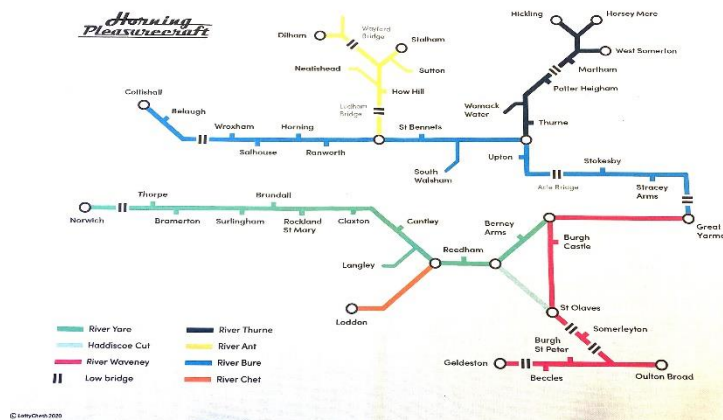 Horning
Pleasurecraft
Hickling
Horsey Mere
Dilham
Wayford
Bridge
Stalham
West Somerton
Neatishead
Sutton
Martham
Coltishall
How Hill
Potter Heigham
Belaugh
Ludham
Bridge
Womack
Water
Wroxham
Horning
St Bennets
Thurne
Salhouse
Ranworth
Upton
Stokesby
South
Walsham
Acle Bridge
Stracey
Arms
Thorpe
Brundall
Norwich
Bramerton
Surlingham
Rockland
St Mary
Claxton
Cantley
Berney
Arms
Great
Yarmo
Burgh
Castle
Langley
Reedham
Loddon
St Olaves
Somerleyton
Burgh
St Peter
Geldeston
Beccles
Oulton Broad
River Yare
River Thurne
Haddiscoe Cut
River Ant
River Waveney
River Bure
Low bridge
River Chet
© LottyChesh 2020